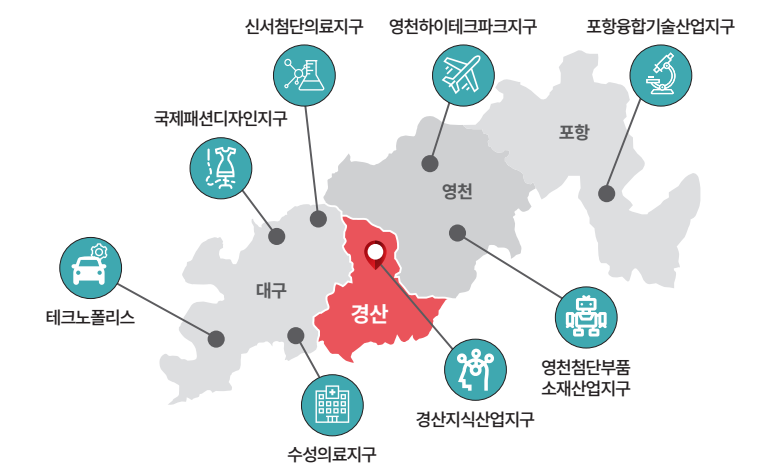 신서첨단의료지구
영천하이테크파크지구
포항융합기술산업지구
국제패션디자인지구
포항
영천
대구
테크노폴리스
경산
영천첨단부품
소재산업지구
경산지식산업지구
수성의료지구